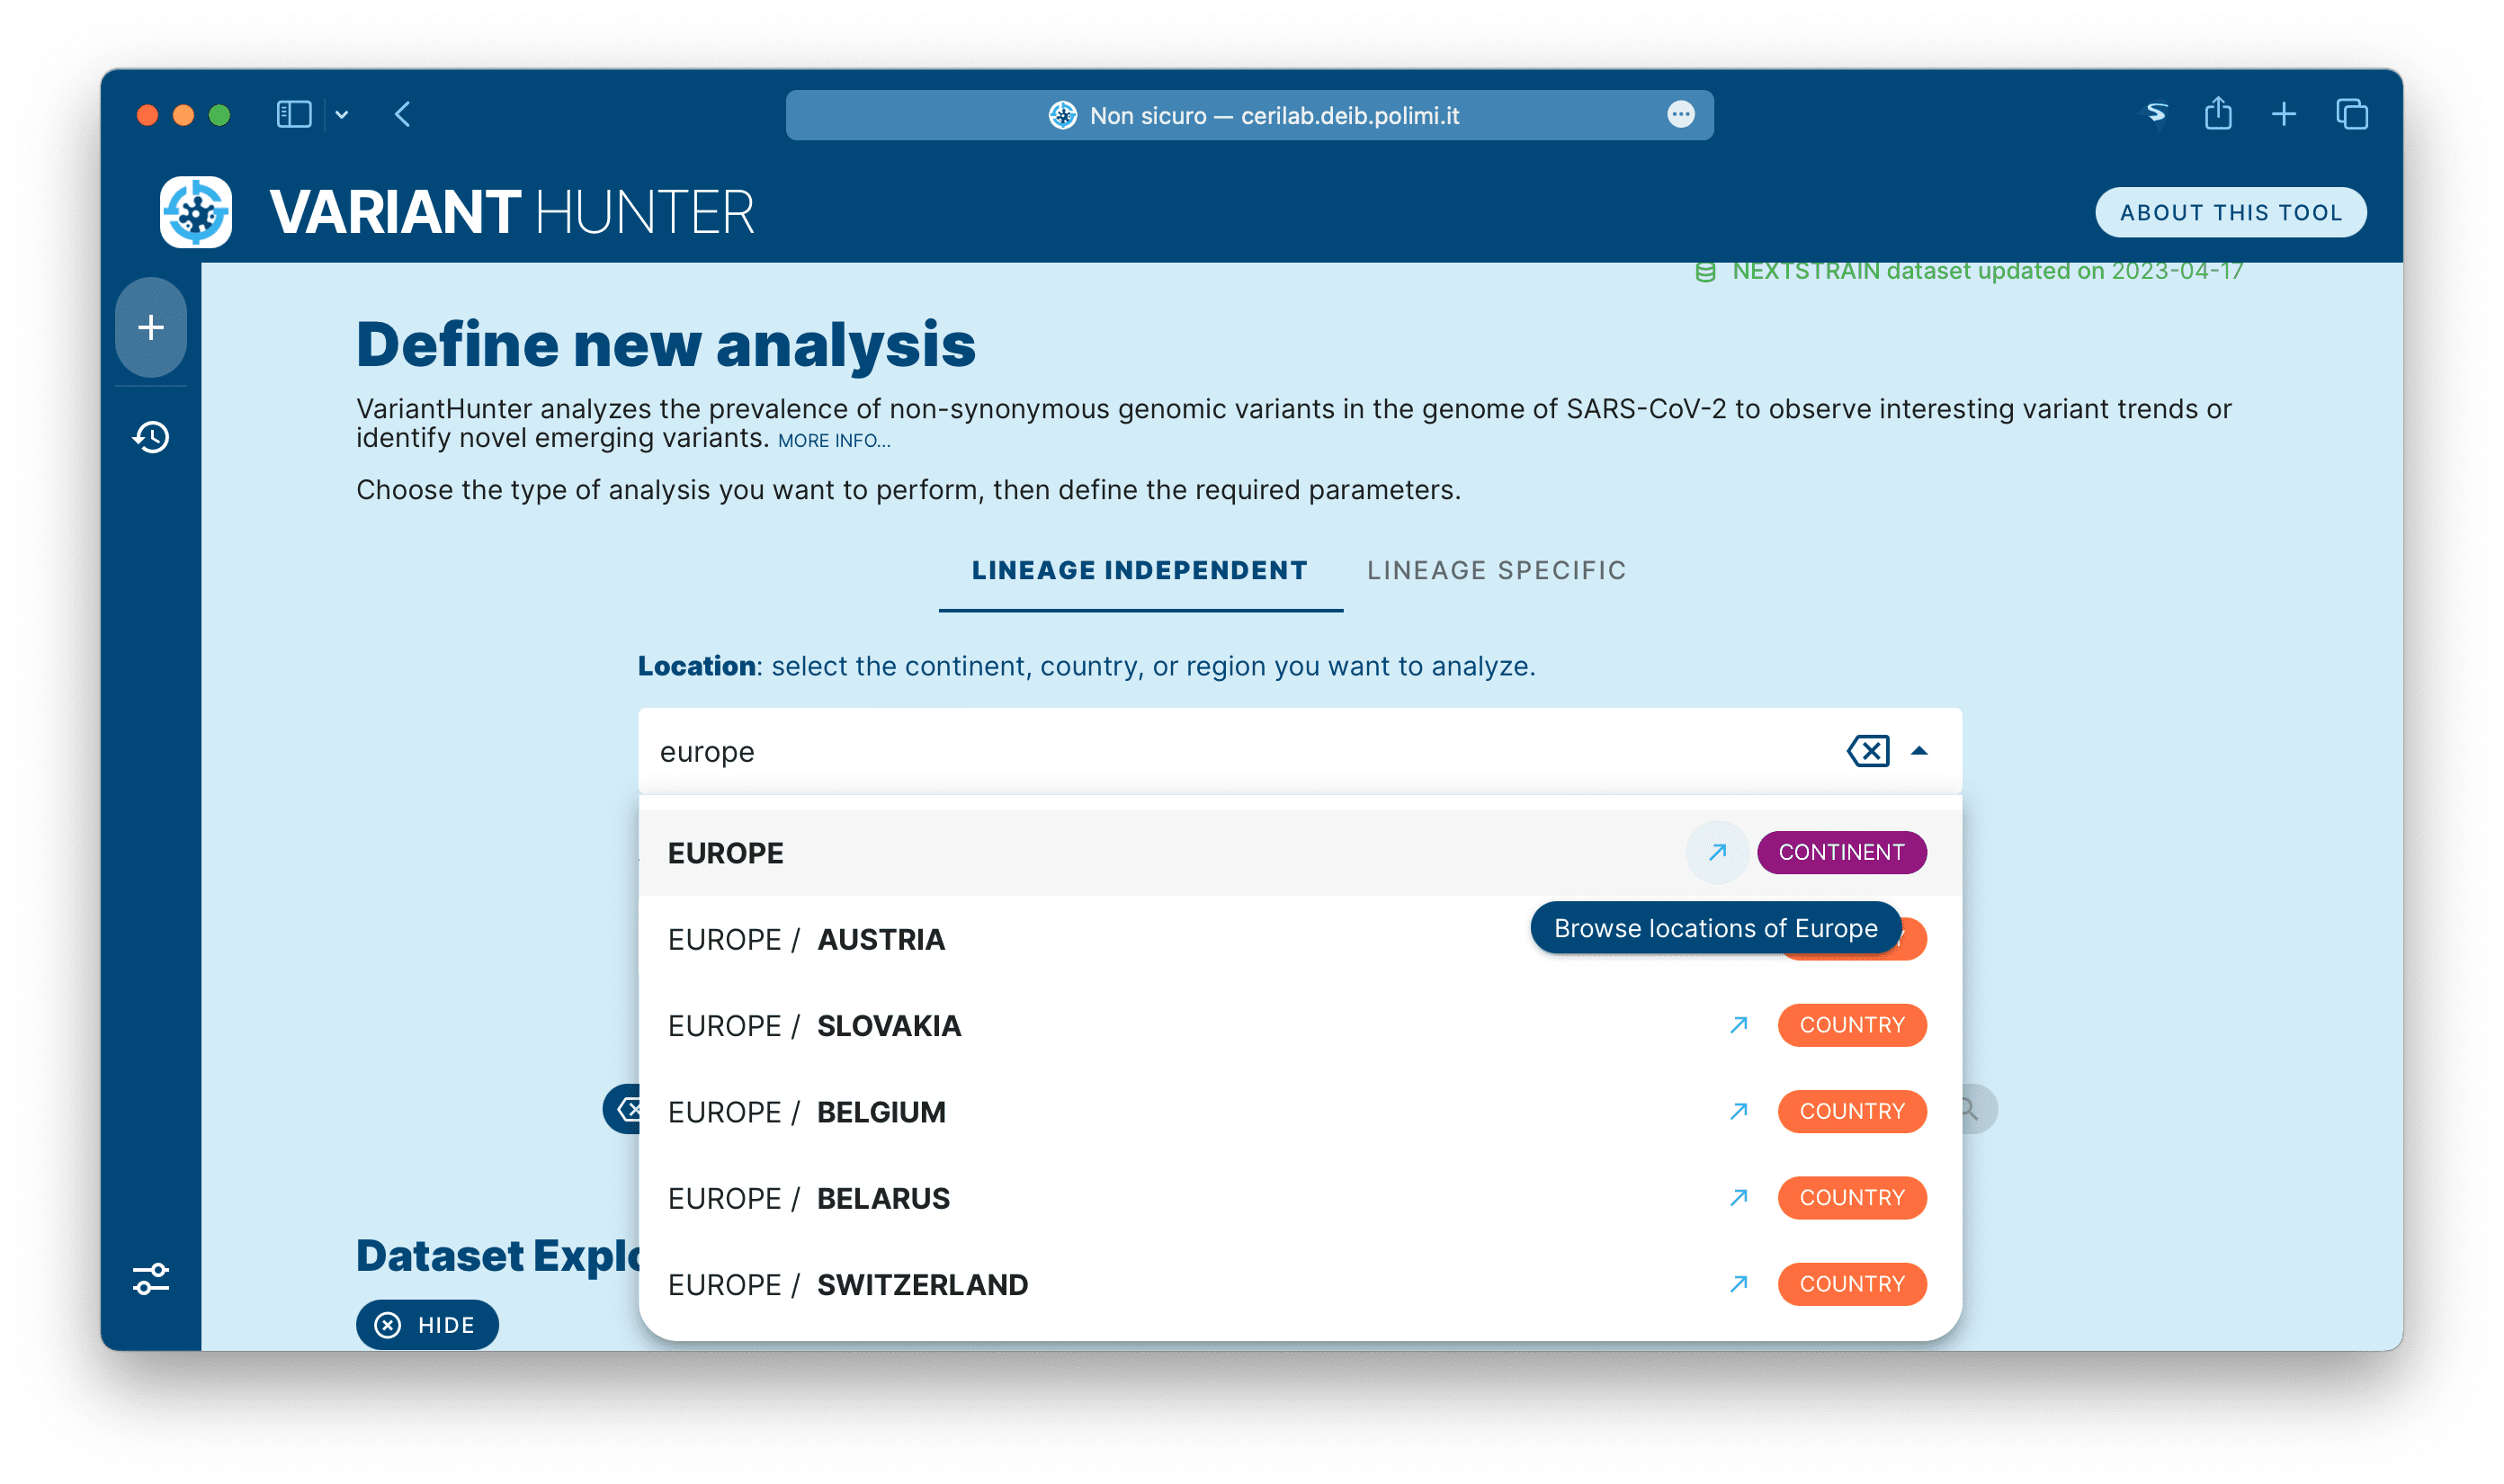 Non sicuro — cerilab.deib.polimi.it
VARIANT HUNTER
ABOUT THIS TOOL
NEXTSTRAIN dataset updated on 2023-04-17
Define new analysis
VariantHunter analyzes the prevalence of non-synonymous genomic variants in the genome of SARS-CoV-2 to observe interesting variant trends or
identify novel emerging variants. MORE INFO...
Choose the type of analysis you want to perform, then define the required parameters.
LINEAGE INDEPENDENT LINEAGE SPECIFIC
Location: select the continent, country, or region you want to analyze.
europe
EUROPE CONTINENT
Browse locations of Europe
EUROPE / AUSTRIA
EUROPE / SLOVAKIA COUNTRY
EUROPE / BELGIUM COUNTRY
EUROPE / BELARUS COUNTRY
EUROPE / SWITZERLAND COUNTRY
Dataset
HIDE